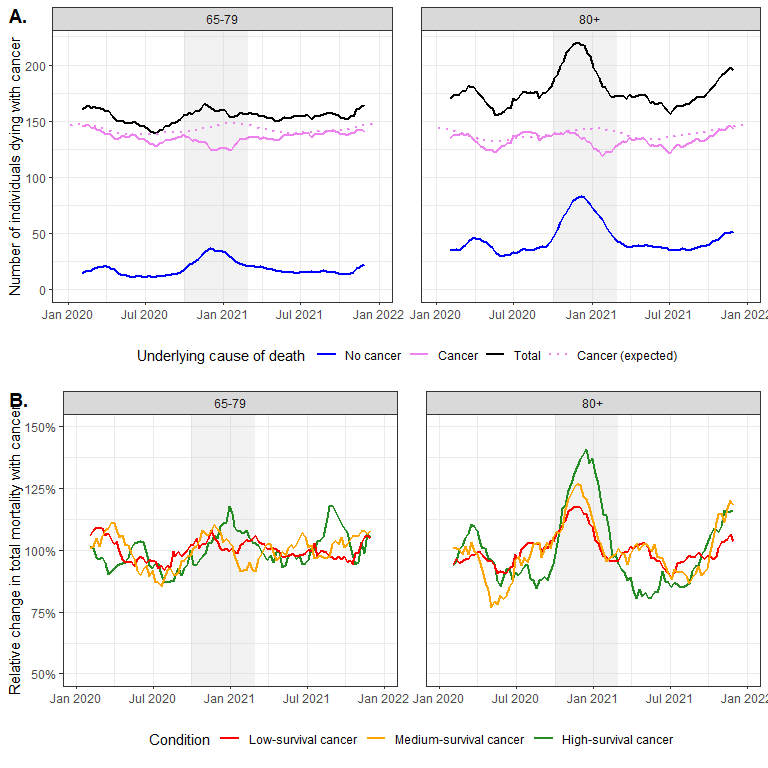 A.
65-79
80+
Number of individuals dying with cancer
200
150
100
50
0
Jan 2020
Jul 2020
Jan 2021
Jul 2021
Jan 2022
Jan 2020
Jul 2020
Jan 2021
Jul 2021
Jan 2022
Underlying cause of death
No cancer
Cancer
Total
Cancer (expected)
B.
65-79
80+
Relative change in total mortality with cancer
150%
125%
100%
75%
50%
Jan 2020
Jul 2020
Jan 2021
Jul 2021
Jan 2022
Jan 2020
Jul 2020
Jan 2021
Jul 2021
Jan 202
Condition
Low-survival cancer
Medium-survival cancer
High-survival cancer